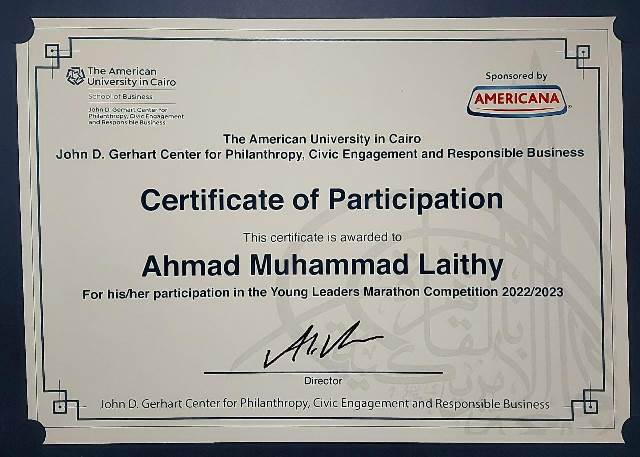 The American
University in Cairo
School of Business
John D. Gerhart Center for
Philanthropy, Civic Engagement
and Responsible Business
Sponsored by
AMERICANA
The American University in Cairo
John D. Gerhart Center for Philanthropy, Civic Engagement and Responsible Business
Certificate of Participation
This certificate is awarded to
Ahmad Muhammad Laithy
For his/her participation in the Young Leaders Marathon Competition 2022/2023
Director
John D. Gerhart Center for Philanthropy, Civic Engagement and Responsible Business